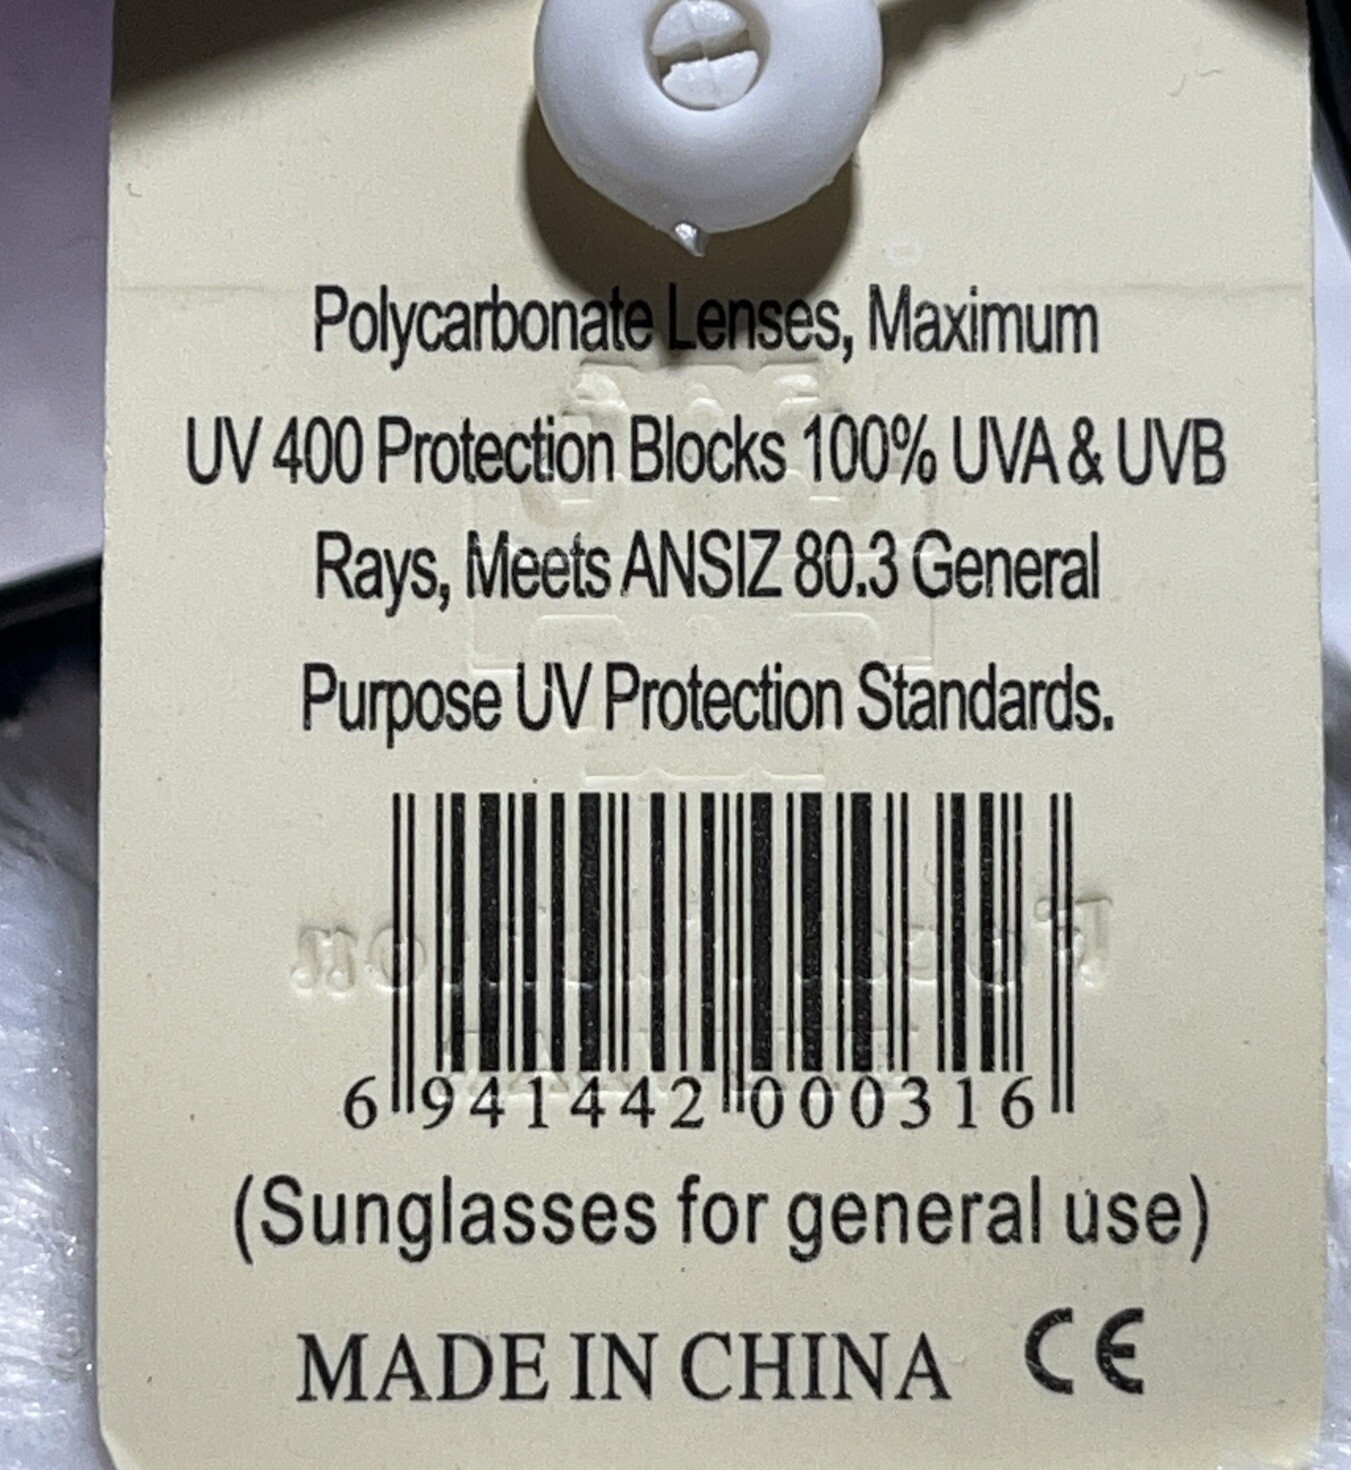 Polycarbonate Lenses, Maximum
UV 400 Protection Blocks 100% UVA & UVB
Rays, Meets ANSIZ 80.3 General
Purpose UV Protection Standards.
6 941442 000316
(Sunglasses for general use)
MADE IN CHINA CE